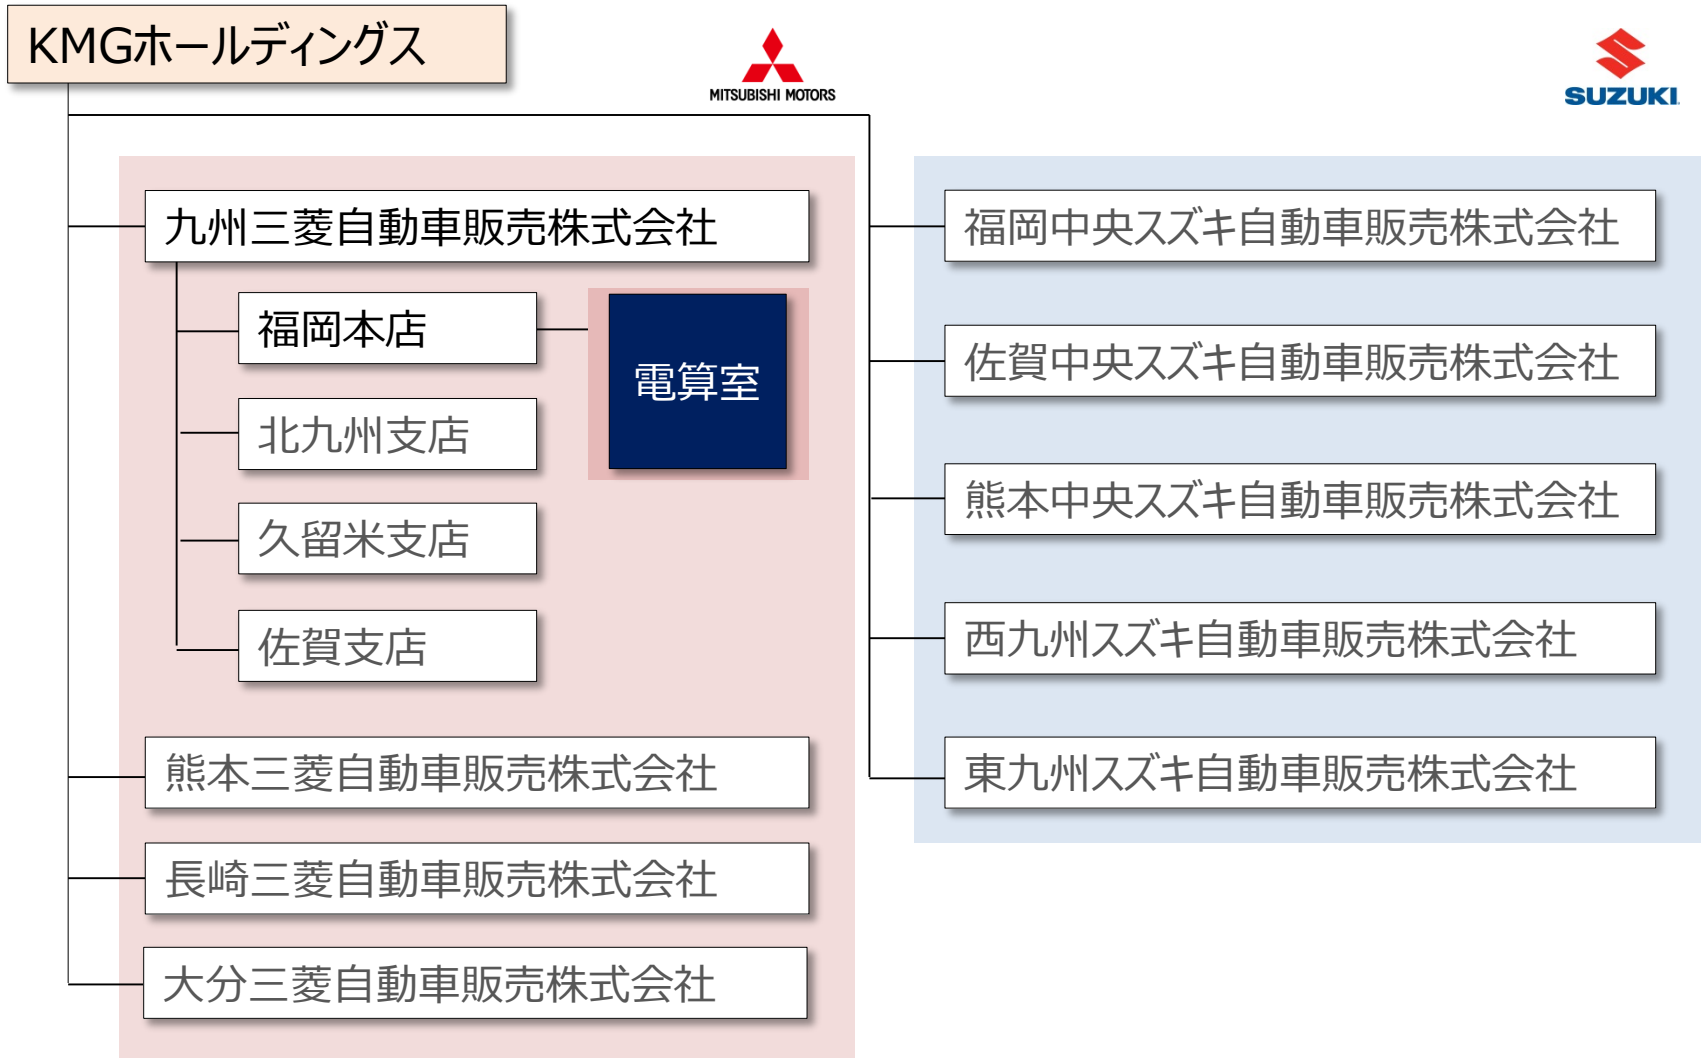 KMGホールディングス
MITSUBISHI MOTORS
SUZUKI
九州三菱自動車販売株式会社
福岡本店
電算室
北九州支店
久留米支店
佐賀支店
熊本三菱自動車販売株式会社
長崎三菱自動車販売株式会社
大分三菱自動車販売株式会社
福岡中央スズキ自動車販売株式会社
佐賀中央スズキ自動車販売株式会社
熊本中央スズキ自動車販売株式会社
西九州スズキ自動車販売株式会社
東九州スズキ自動車販売株式会社